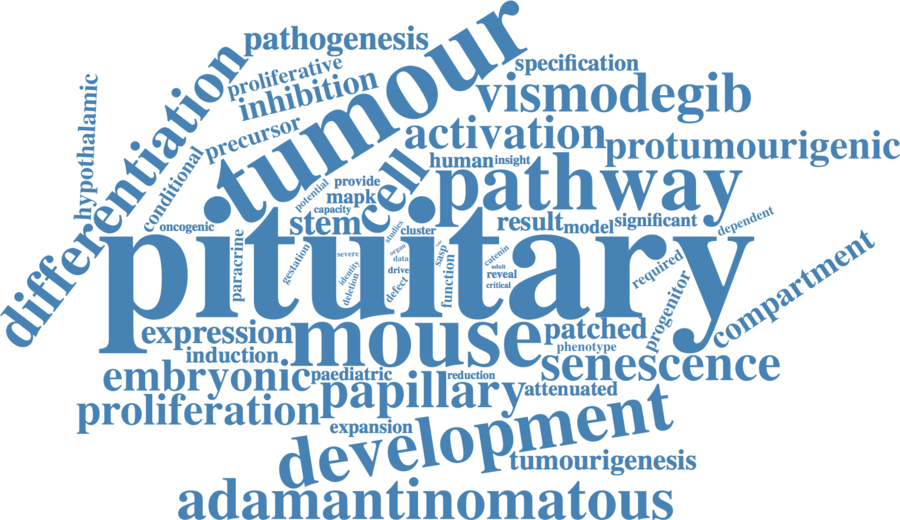 pathogenesis
tumour
specification
proliferative
inhibition
vismodegib
hypothalamic
differentiation
precursor
activation
protumourigenic
conditional
cell
human
insight
pathway
potential
provide
mapk
capacity
oncogenic
stem
studies
cluster
result
model
significant
dependent
pituitary
paracrine
gestation
severe
organ
data
sasp
catenin
adult
identity
drive
reveal
deletion
defect
function
critical
required
progenitor
compartment
expression
mouse
patched
induction
phenotype
embryonic
paediatric
reduction
senescence
papillary
attenuated
proliferation
expansion
development
tumourigenesis
adamantinomatous